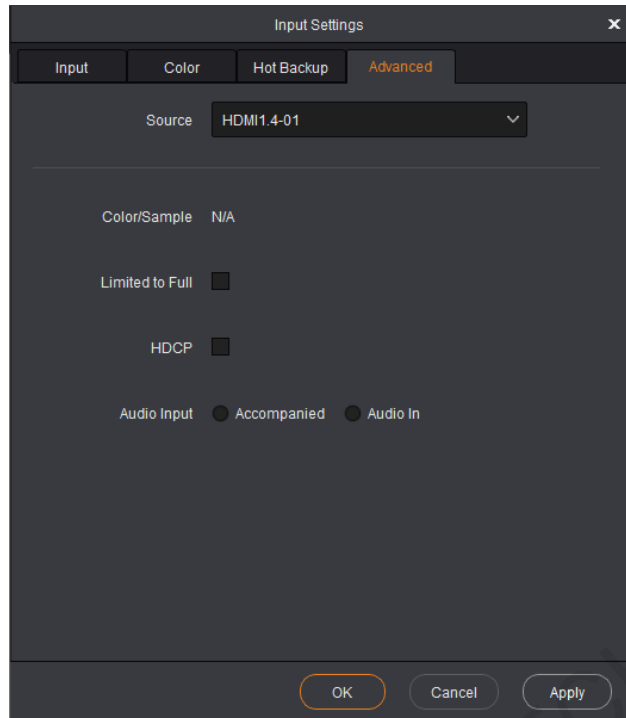 Input Settings
Input Color Hot Backup Advanced
Source HDMI1.4-01
Color/Sample N/A
Limited to Full
HDCP
Audio Input Accompanied Audio In
OK Cancel Apply